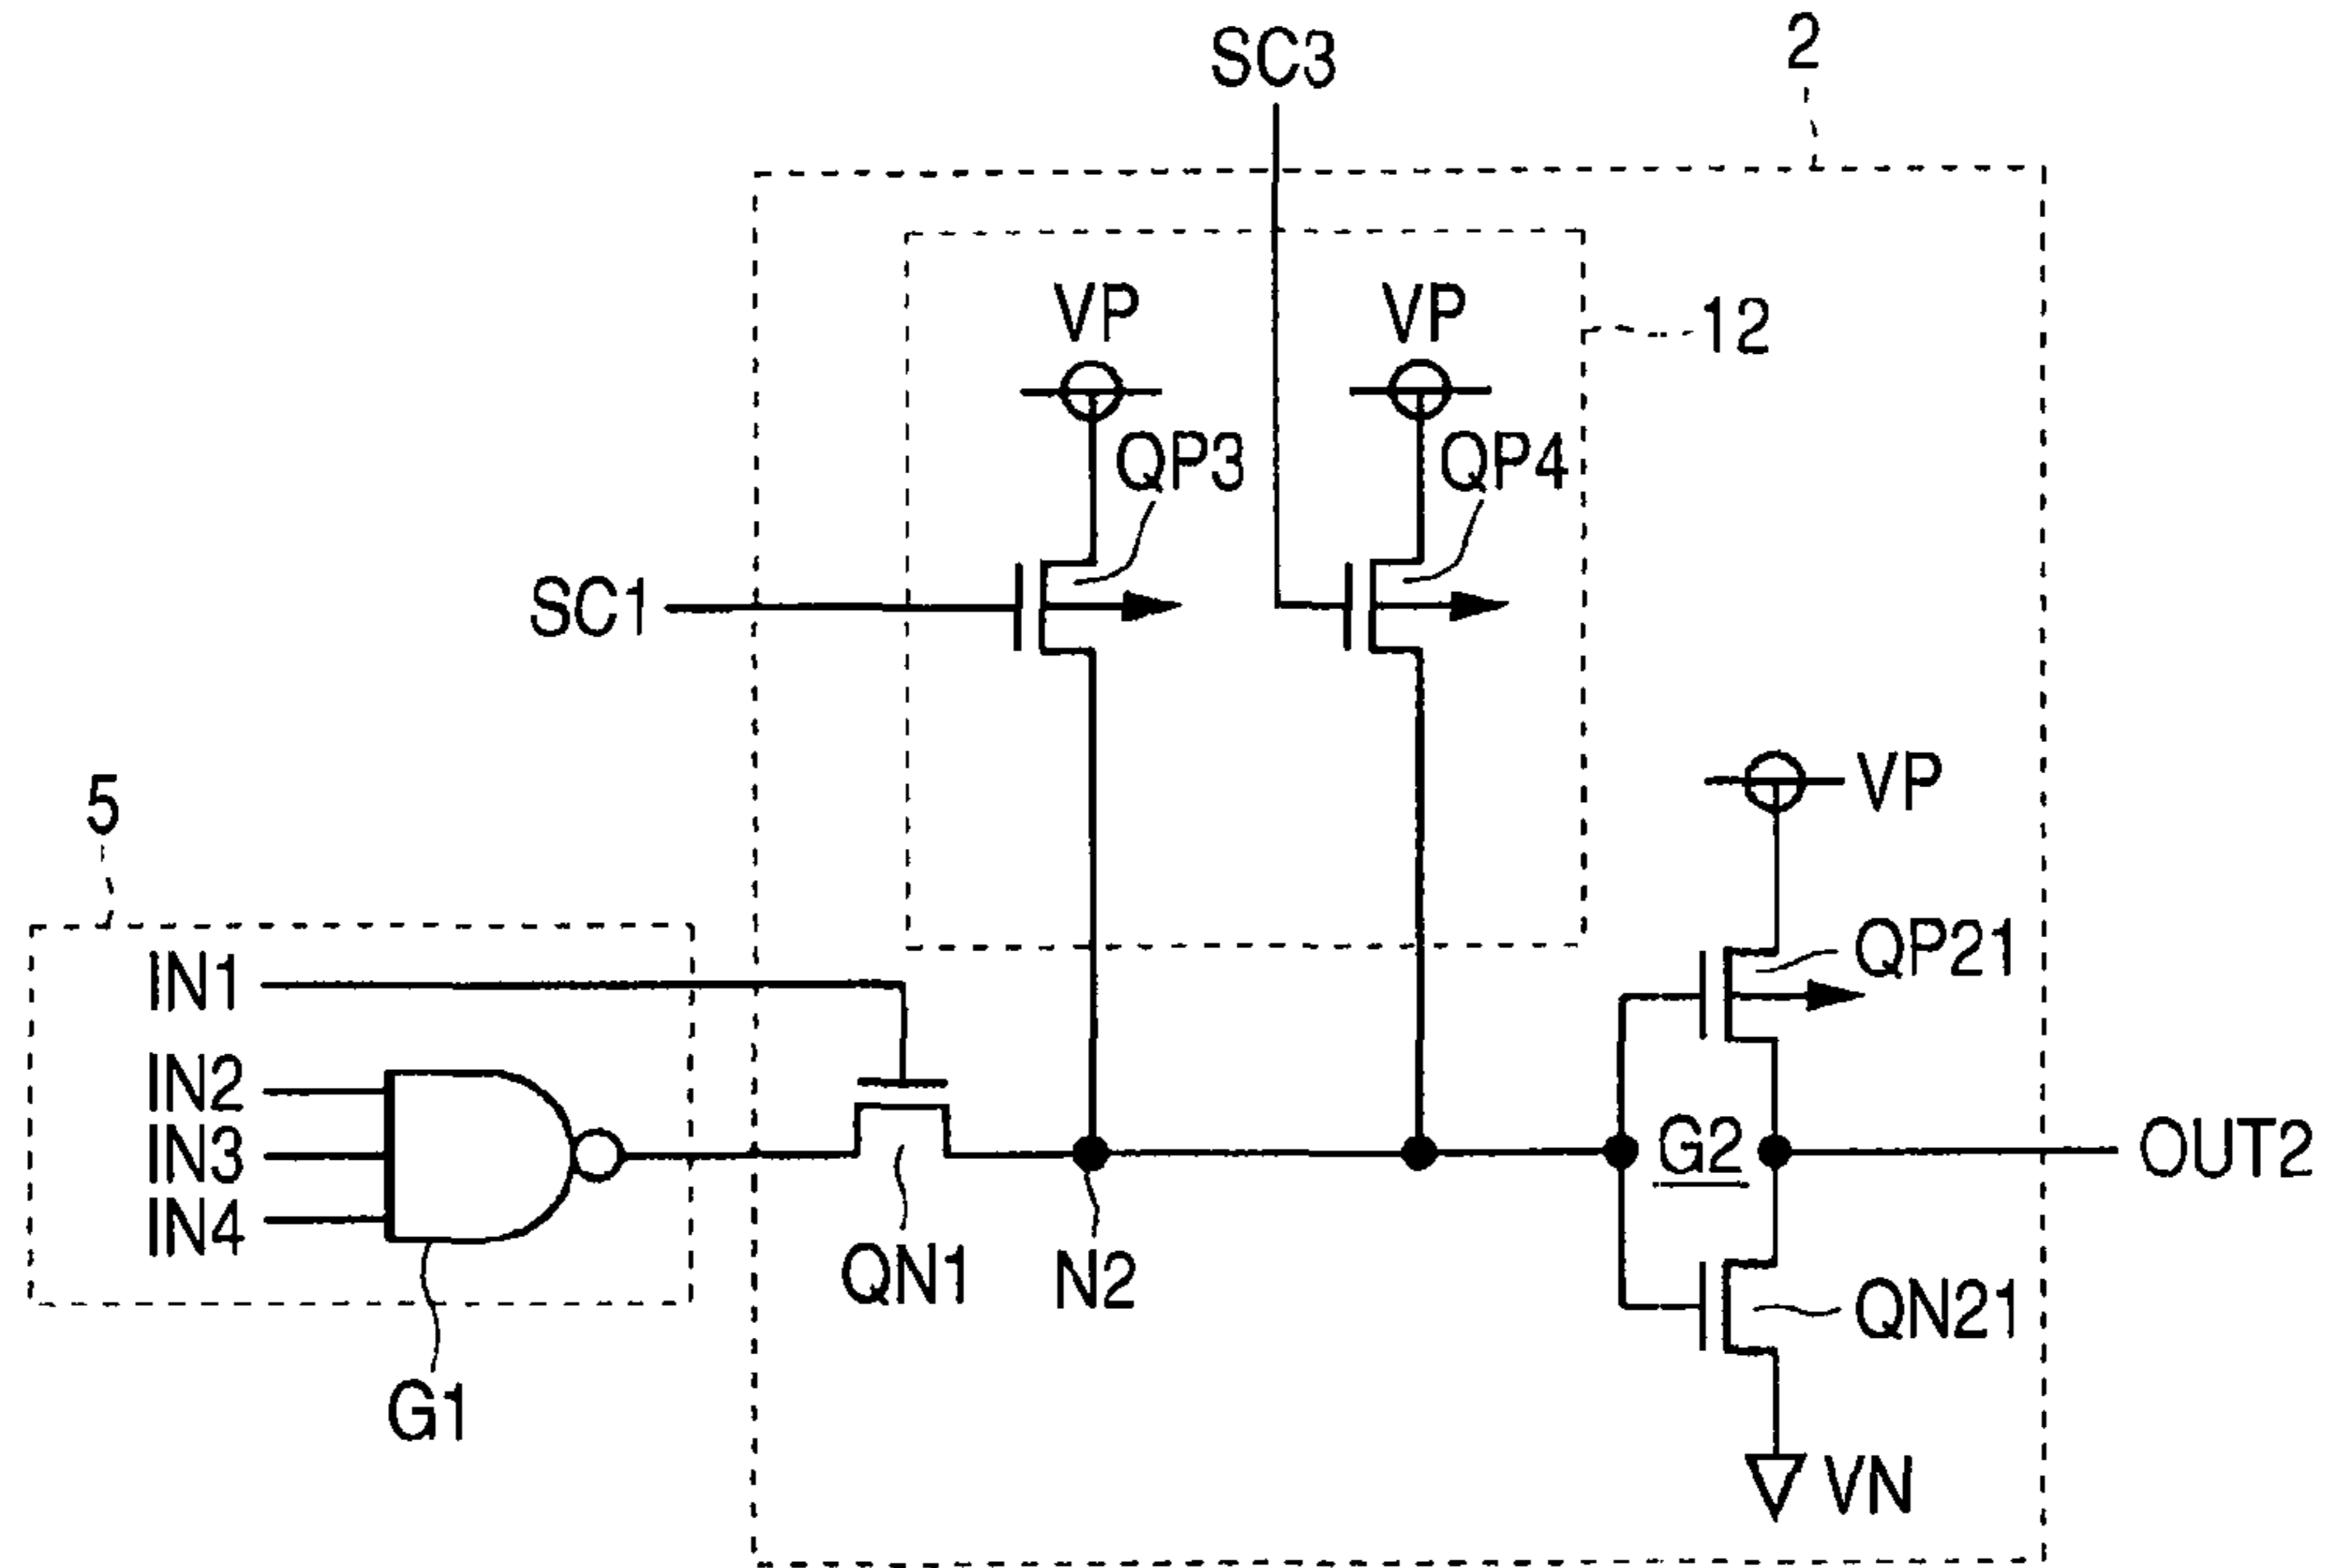 2
SC3
VP
VP
12
QP3
QP4
SC1
VP
5
QP21
IN1
IN2
IN3
IN4
G2
OUT2
QN1
N2
QN21
G1
VN